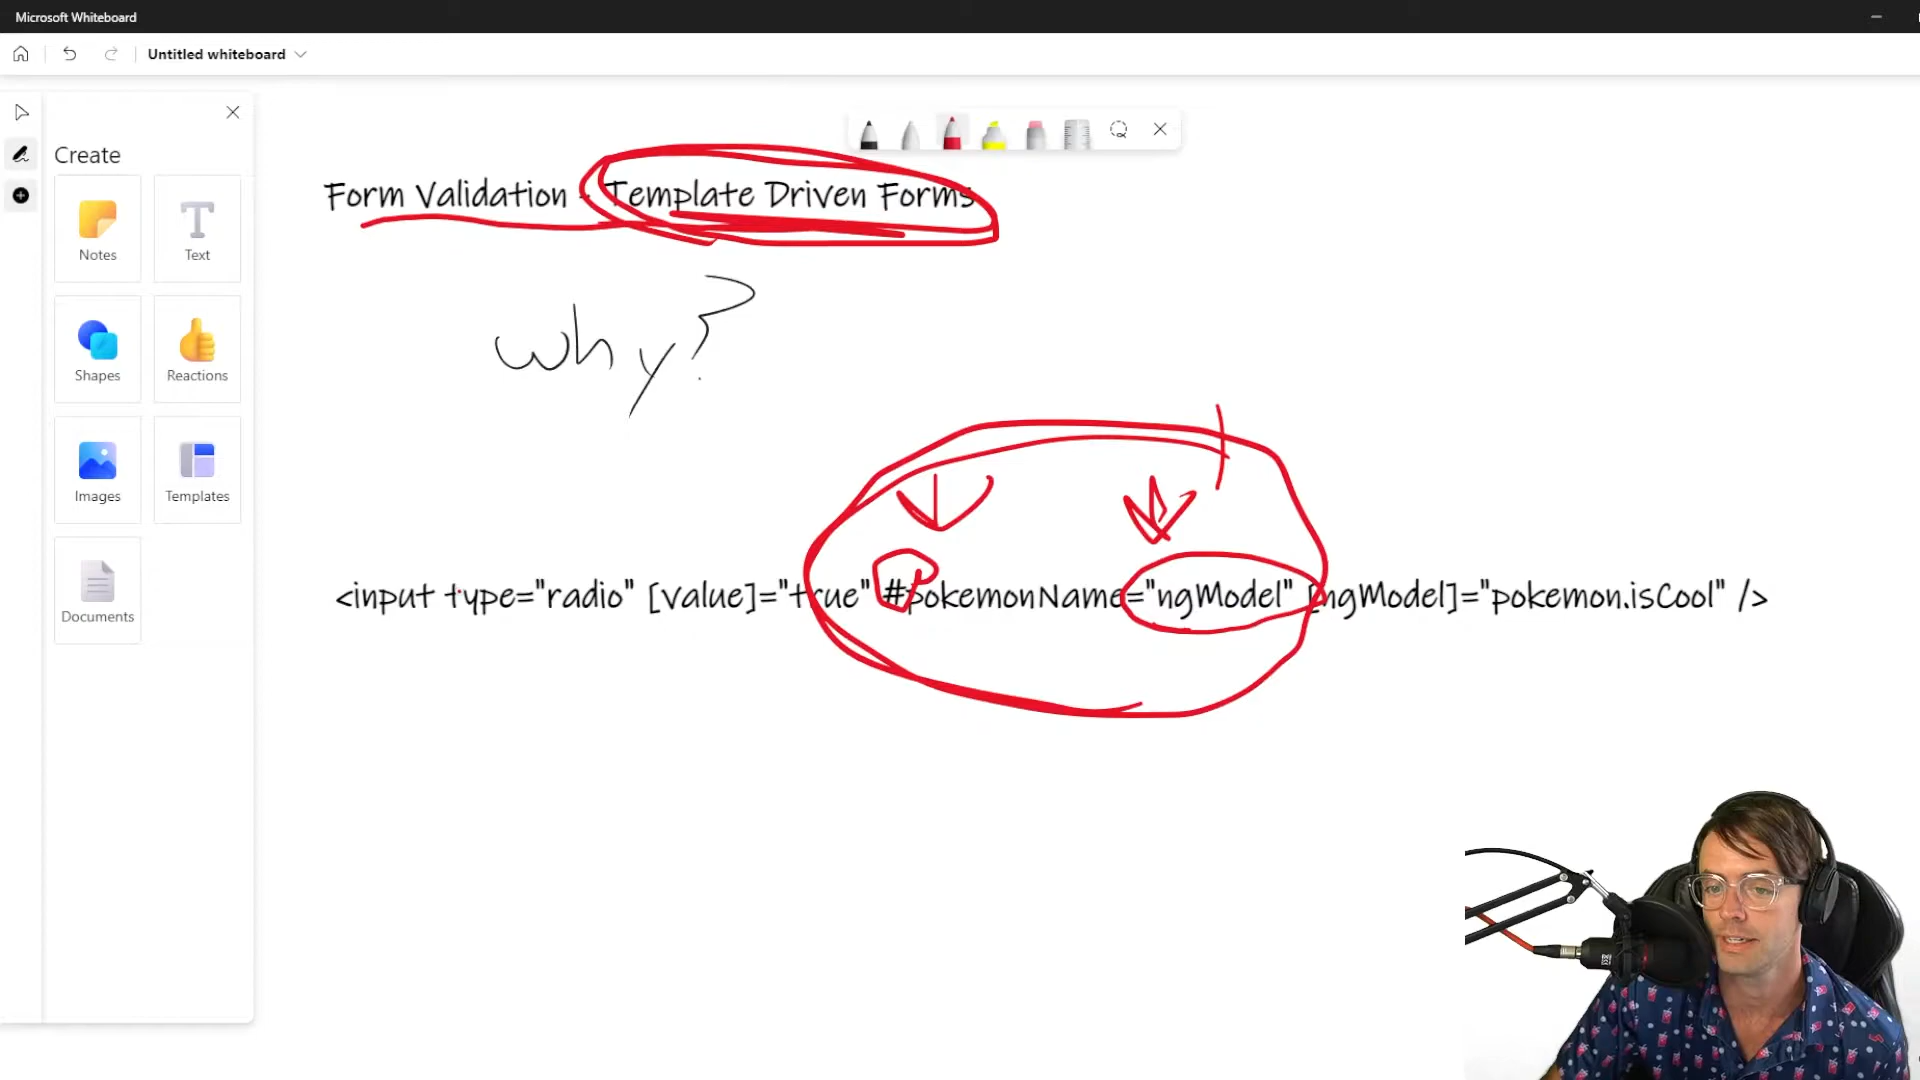 Microsoft Whiteboard
Untitled whiteboard
Create
Notes
Text
Shapes
Reactions
Images
Templates
Documents
Form Validation - Template Driven Forms
why?
<input type="radio" [value]="true" #pokemonName="ngModel" [ngModel]="pokemon.isCool" />